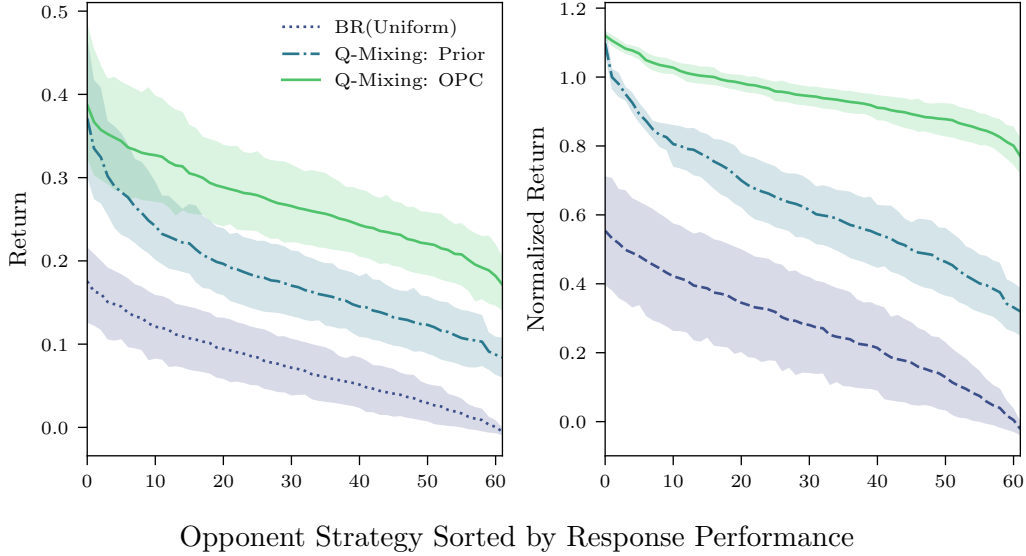 Return
0.5
0.4
0.3
0.2
0.1
0.0
BR(Uniform)
Q-Mixing: Prior
Q-Mixing: OPC
0 10 20 30 40 50 60
Normalized Return
1.2
1.0
0.8
0.6
0.4
0.2
0.0
0 10 20 30 40 50 60
Opponent Strategy Sorted by Response Performance